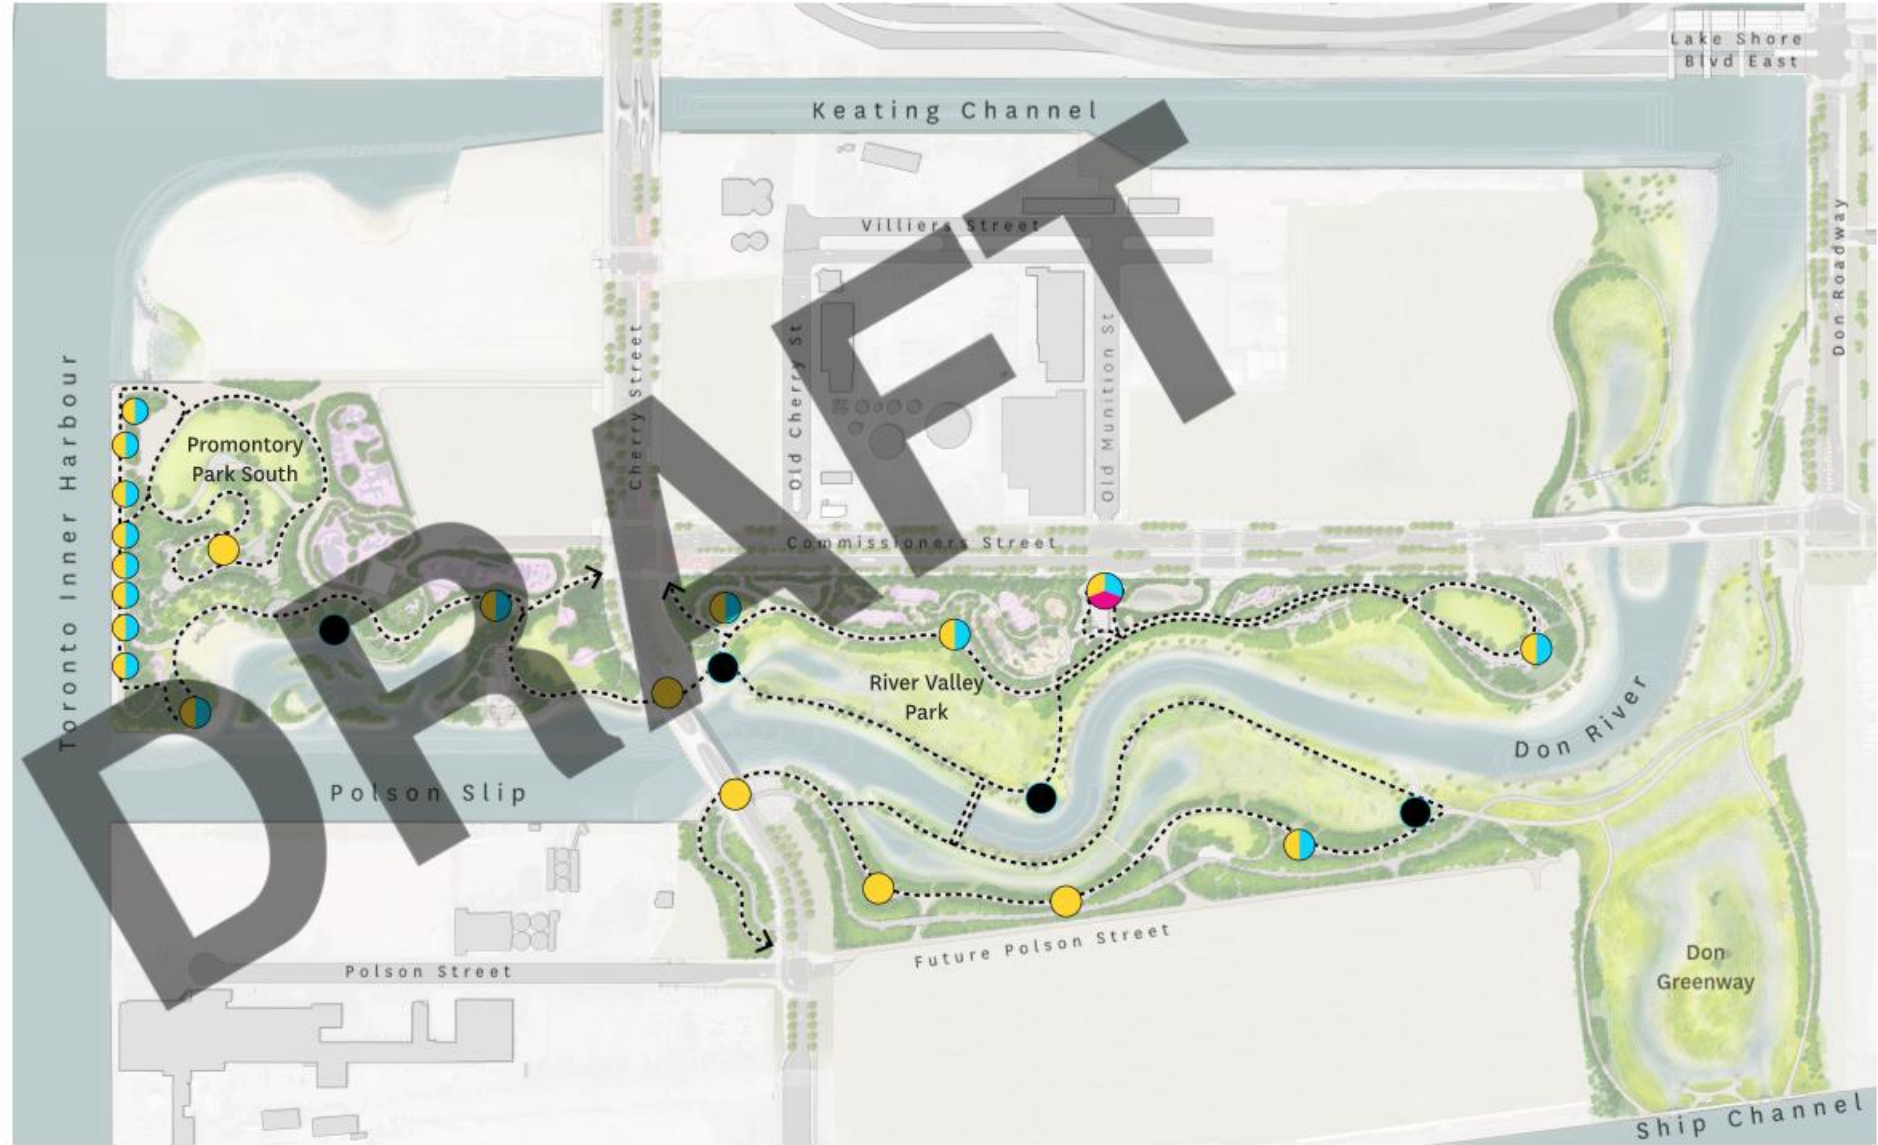 Lake Shore
Blvd East
Keating Channel
Villiers Street
Don Roadway
Toronto Inner Harbour
Cherry Street
Old Cherry St
Old Munition St
Promontory
Park South
Commissioners Street
River Valley
Park
Don River
Polson Slip
Future Polson Street
Polson Street
Don
Greenway
Ship Channel
DRAFT